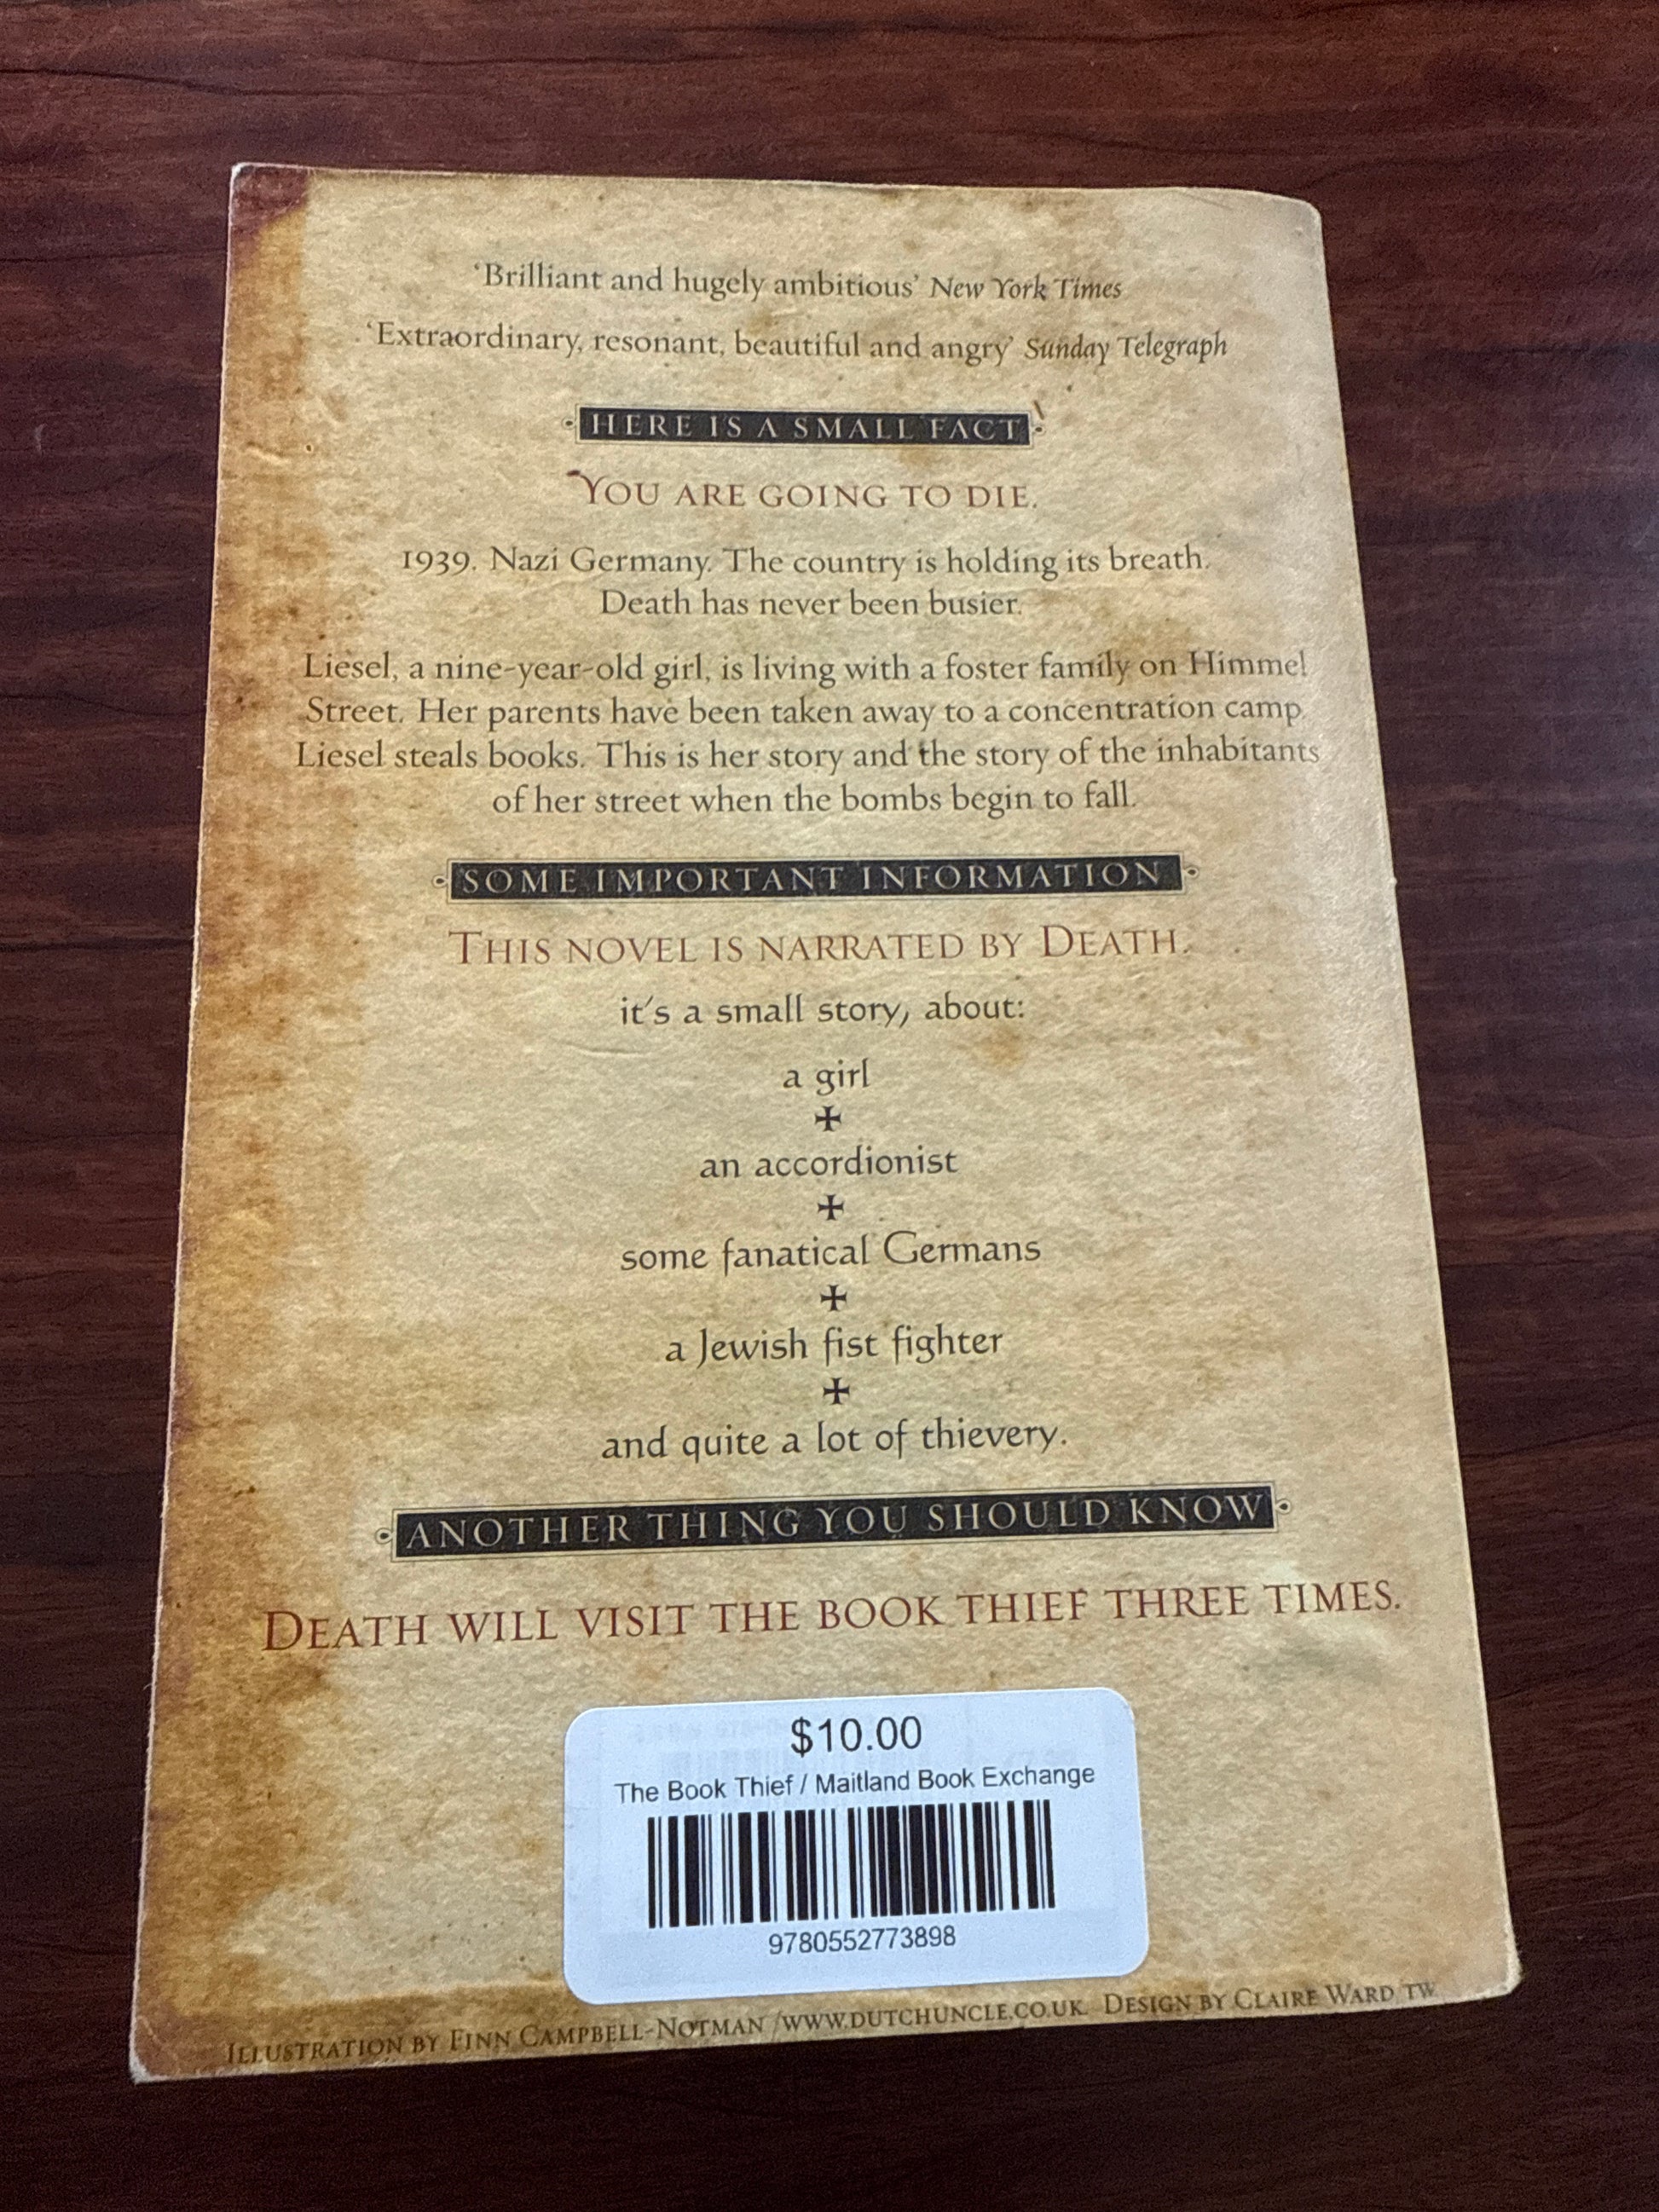 ‘Brilliant and hugely ambitious’ New York Times
‘Extraordinary, resonant, beautiful and angry’ Sunday Telegraph
HERE IS A SMALL FACT
YOU ARE GOING TO DIE.
1939. Nazi Germany. The country is holding its breath.
Death has never been busier.
Liesel, a nine-year-old girl, is living with a foster family on Himmel
Street. Her parents have been taken away to a concentration camp.
Liesel steals books. This is her story and the story of the inhabitants
of her street when the bombs begin to fall.
SOME IMPORTANT INFORMATION
THIS NOVEL IS NARRATED BY DEATH.
it's a small story, about:
a girl
an accordionist
some fanatical Germans
a Jewish fist fighter
and quite a lot of thievery.
ANOTHER THING YOU SHOULD KNOW
DEATH WILL VISIT THE BOOK THIEF THREE TIMES.
$10.00
The Book Thief / Maitland Book Exchange
9780552773898
ILLUSTRATION BY FINN CAMPBELL-NOTMAN /WWW.DUTCHUNCLE.CO.UK. DESIGN BY CLAIRE WARD TW